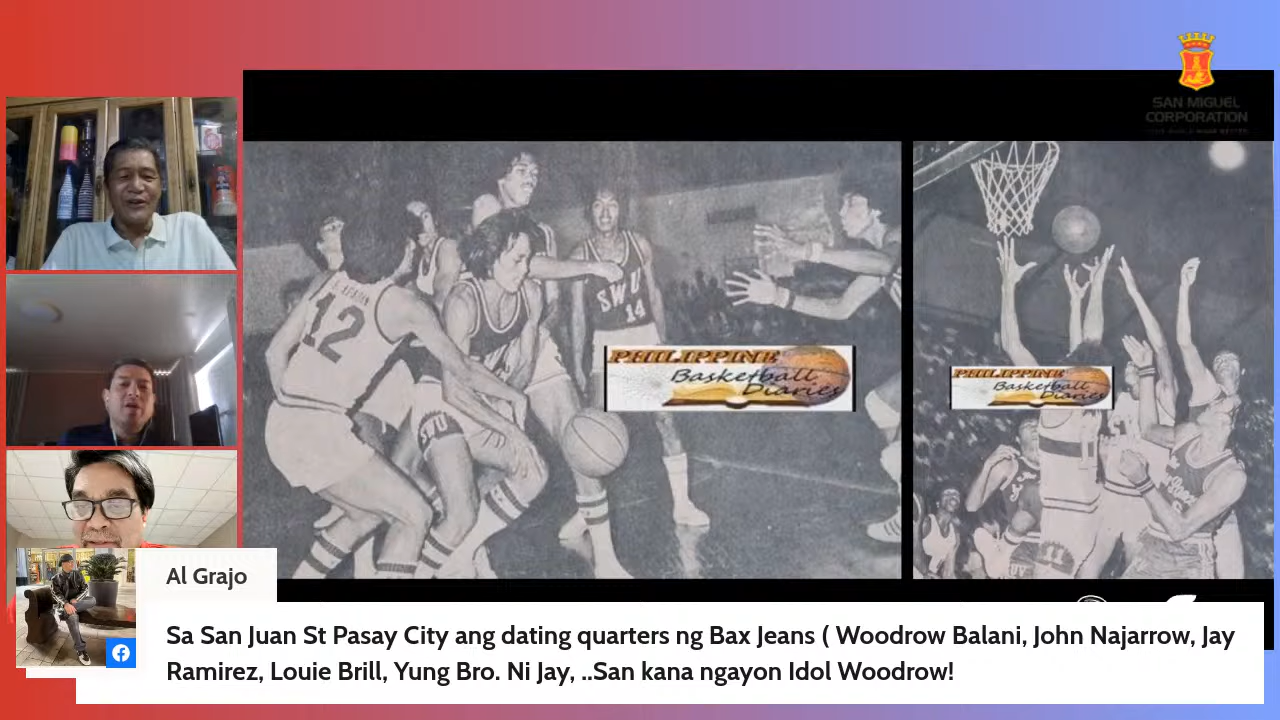 SAN MIGUEL
CORPORATION
12
SWU
14
SWU
PHILIPPINE
Basketball
Diaries
PHILIPPINE
Basketball
Diaries
Al Grajo
Sa San Juan St Pasay City ang dating quarters ng Bax Jeans ( Woodrow Balani, John Najarrow, Jay
Ramirez, Louie Brill, Yung Bro. Ni Jay, ..San kana ngayon Idol Woodrow!